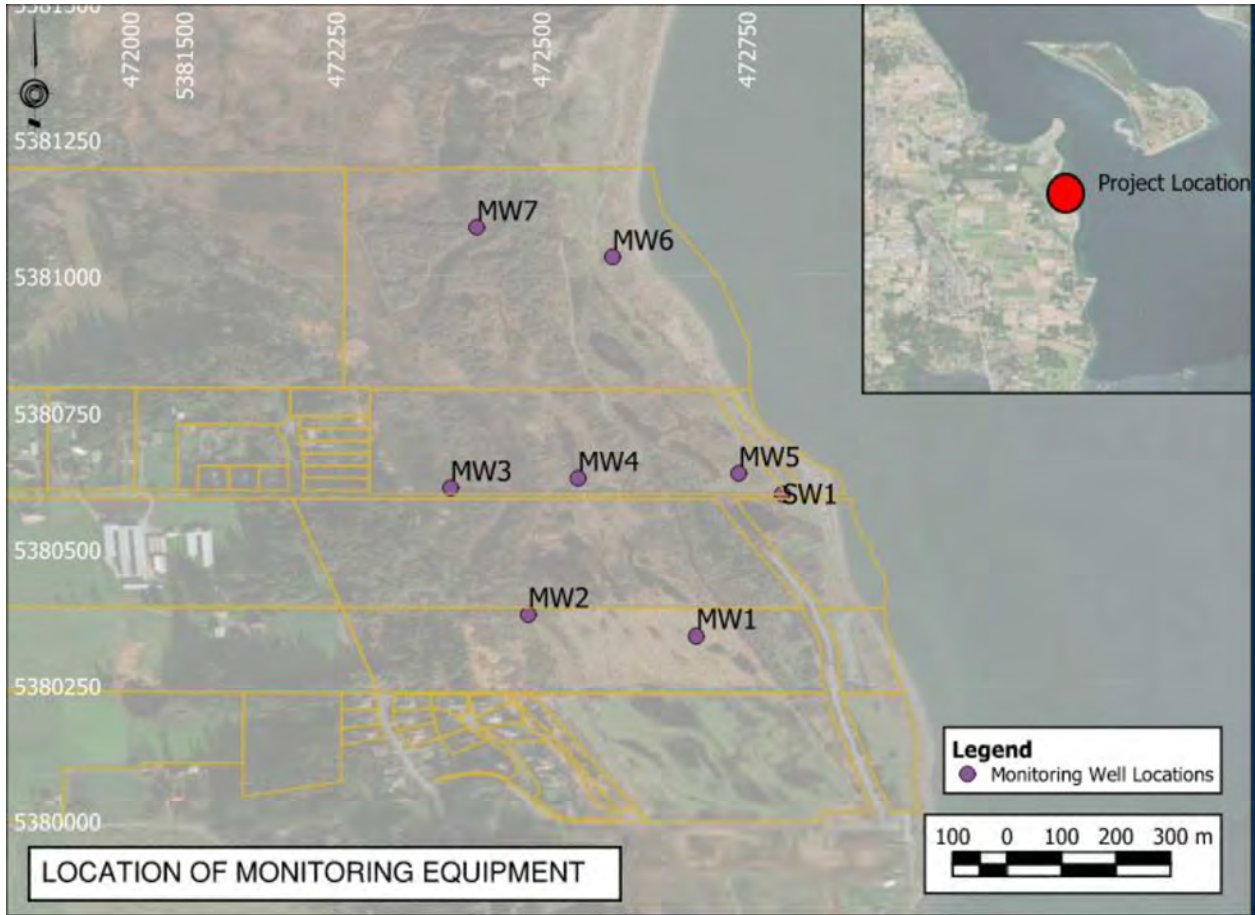 5381500
472000
5381500
472250
472500
472750
5381250
Project Location
MW7
MW6
5381000
5380750
MW3
MW4
MW5
SW1
5380500
MW2
MW1
5380250
Legend
Monitoring Well Locations
5380000
100 0 100 200 300 m
LOCATION OF MONITORING EQUIPMENT